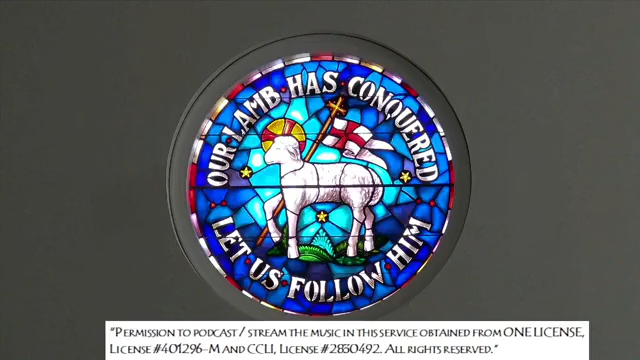 OUR LAMB HAS CONQUERED
LET US FOLLOW HIM
"Permission to podcast / stream the music in this service obtained from ONE LICENSE,
License #401296-M and CCLI, License #2830492. All rights reserved."